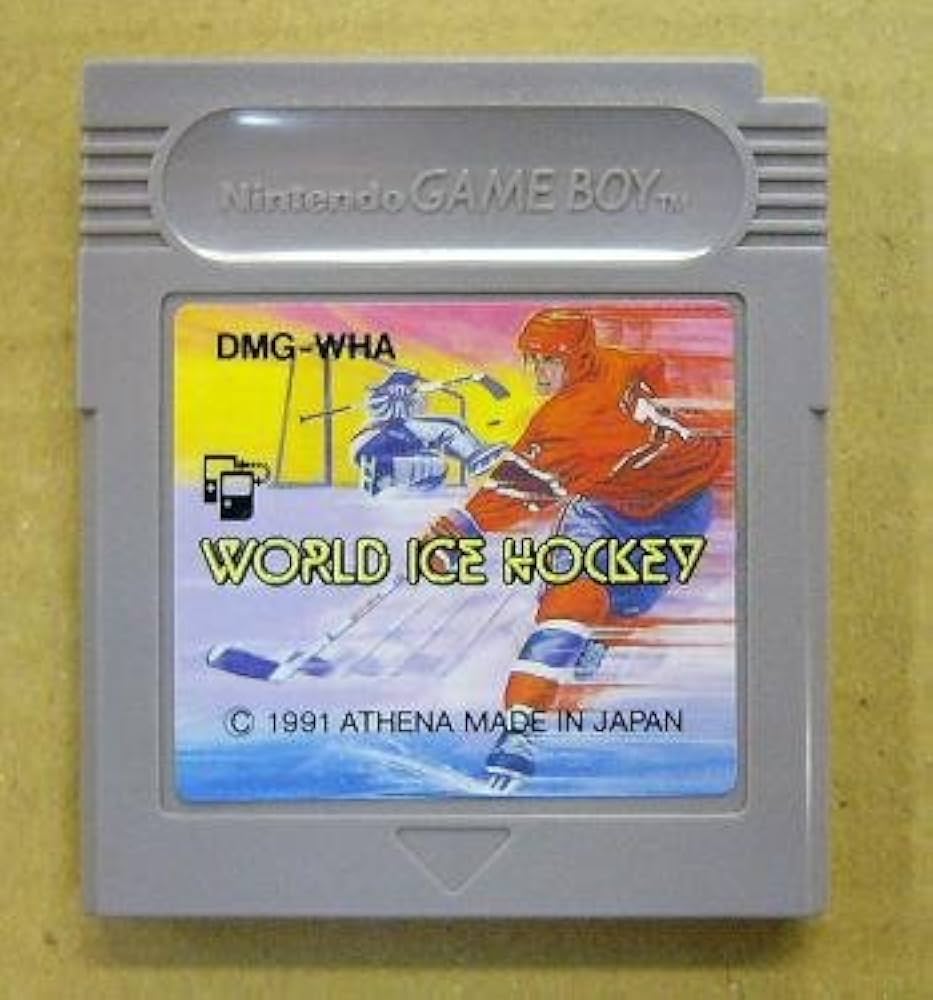 Nintendo GAME BOY™
DMG-WHA
WORLD ICE HOCKEY
© 1991 ATHENA MADE IN JAPAN